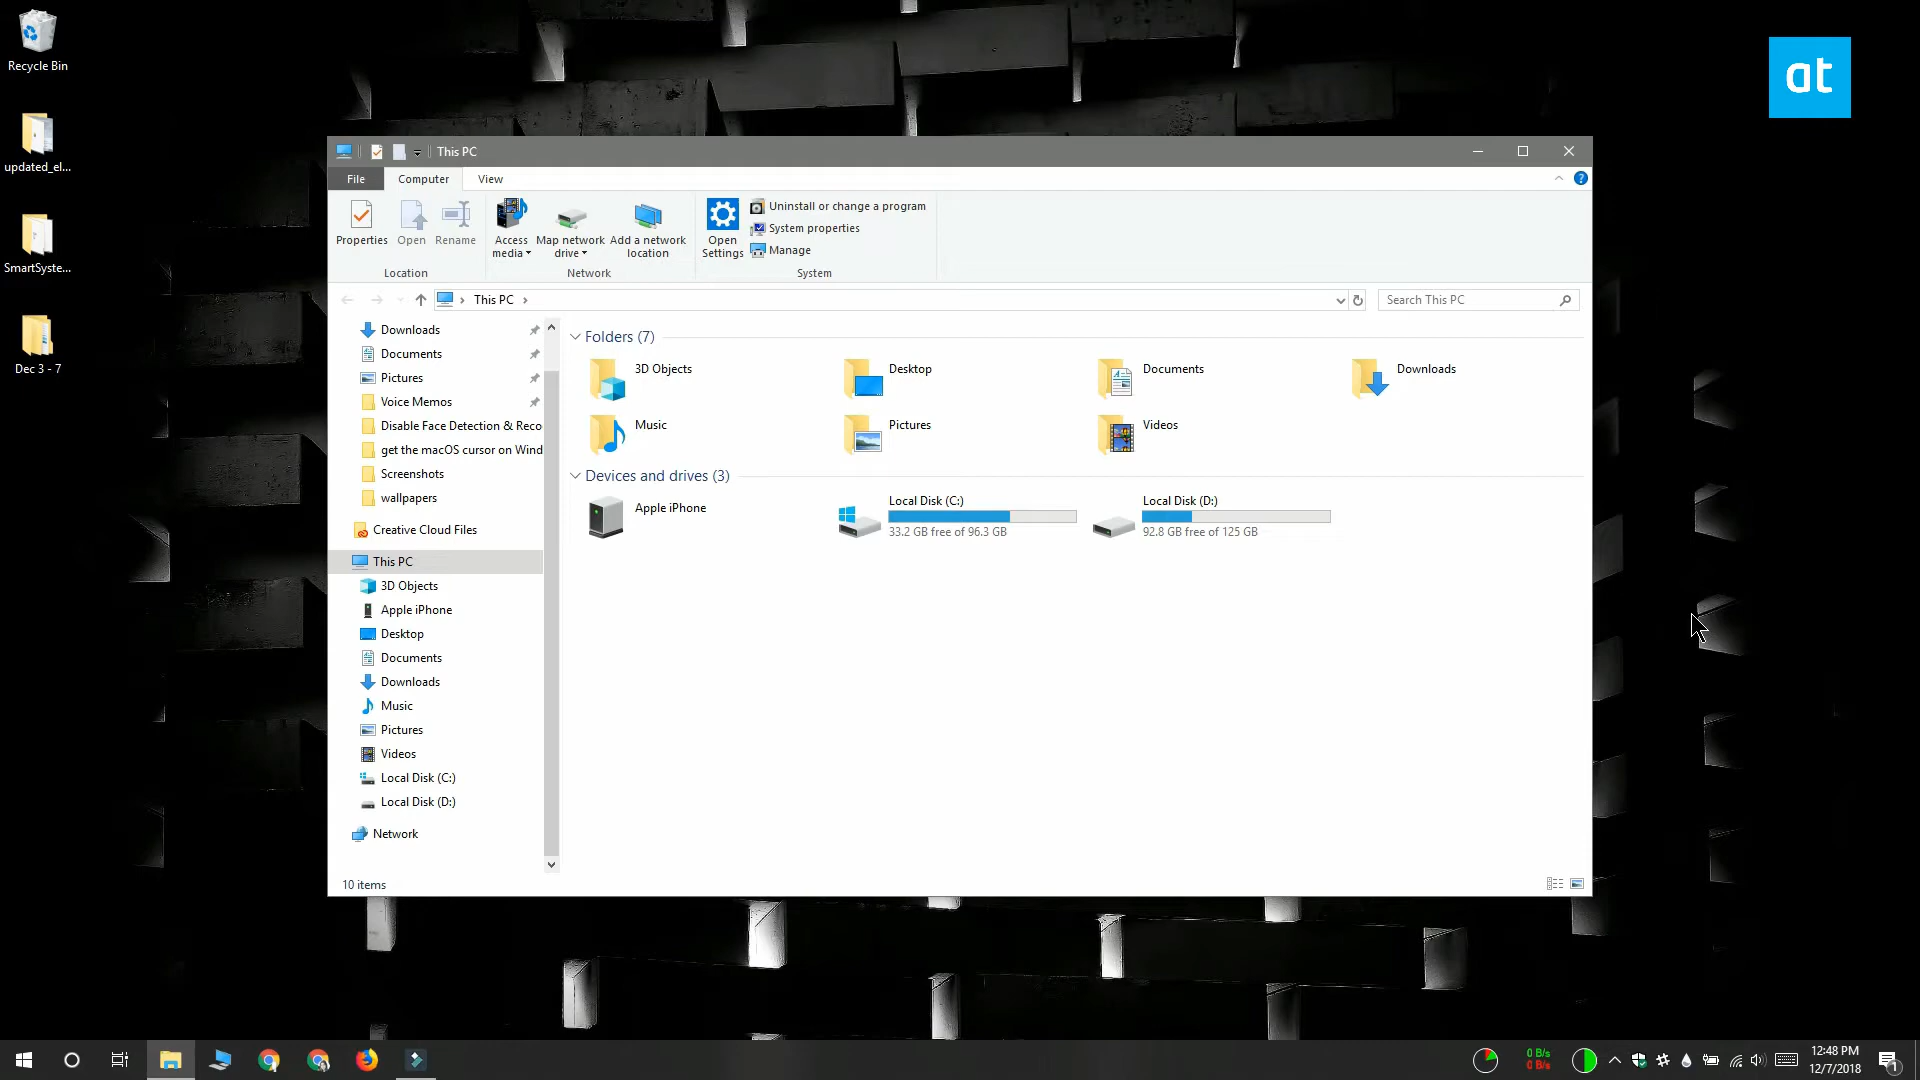 Recycle Bin
updated_el...
SmartSyste...
Dec 3 - 7
at
This PC
File
Computer
View
Properties
Open
Rename
Location
Access media
Map network drive
Add a network location
Network
Open Settings
Uninstall or change a program
System properties
Manage
System
This PC
Search This PC
Downloads
Documents
Pictures
Voice Memos
Disable Face Detection & Reco
get the macOS cursor on Wind
Screenshots
wallpapers
Creative Cloud Files
This PC
3D Objects
Apple iPhone
Desktop
Documents
Downloads
Music
Pictures
Videos
Local Disk (C:)
Local Disk (D:)
Network
Folders (7)
3D Objects
Desktop
Documents
Downloads
Music
Pictures
Videos
Devices and drives (3)
Apple iPhone
Local Disk (C:)
33.2 GB free of 96.3 GB
Local Disk (D:)
92.8 GB free of 125 GB
10 items
0 B/s
0 B/s
12:48 PM
12/7/2018
1